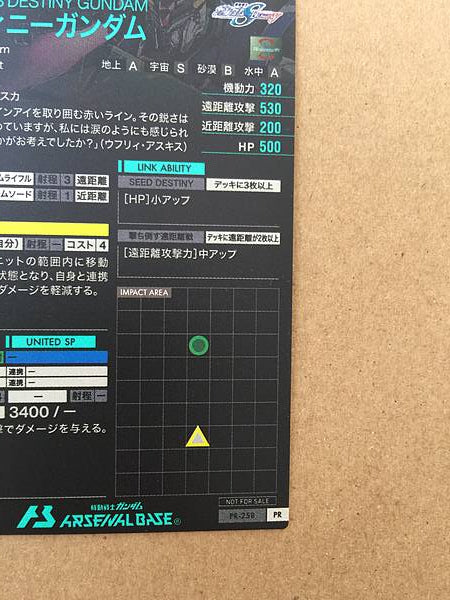 DESTINY GUNDAM
ィニーガンダム
地上 A 宇宙 S 砂漠 B 水中 A
機動力 320
遠距離攻撃 530
近距離攻撃 200
HP 500
スカ
インアイを取り囲む赤いライン。その鋭さは
っていますが、私には涙のようにも感じられ
かがお考えでしたか?」(ウフリィ・アスキス)
ムライフル 射程 3 遠距離
ムソード 射程 1 近距離
自分) 射程 ー コスト 4
ニットの範囲内に移動
状態となり、自身と連携
ダメージを軽減する。
LINK ABILITY
SEED DESTINY デッキに3枚以上
[HP]小アップ
撃ち倒す遠距離戦 デッキに遠距離が2枚以上
[遠距離攻撃力]中アップ
IMPACT AREA
UNITED SP
ー
連携 ー
連携 ー
ー 射程 ー
3400 / ー
撃でダメージを与える。
NOT FOR SALE
PR-258 PR
機動戦士ガンダム
ARSENAL BASE